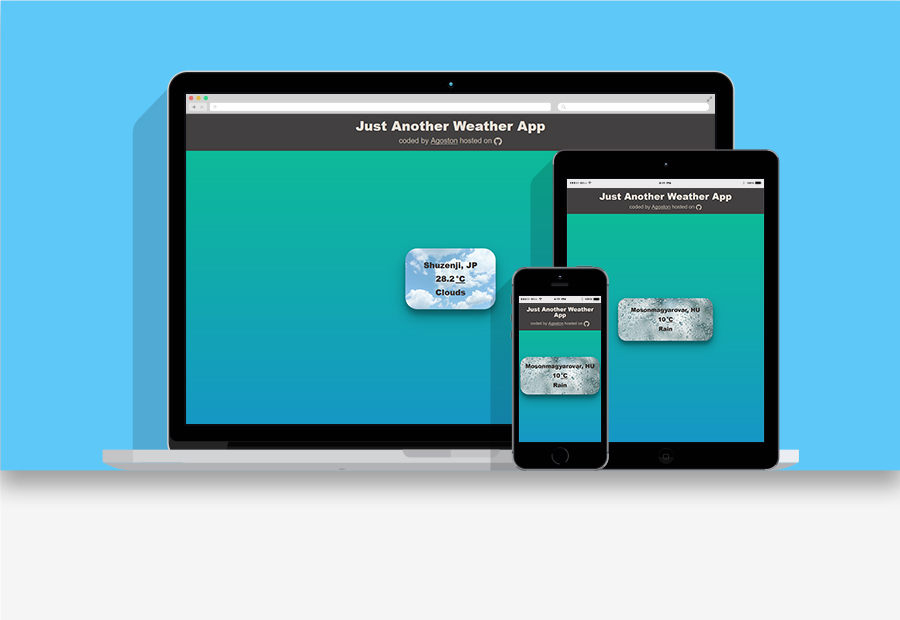 Just Another Weather App
coded by Agoston hosted on
Shuzenji, JP
28.2 °C
Clouds
Just Another Weather App
coded by Agoston hosted on
Mosonmagyarovar, HU
10 °C
Rain
Just Another Weather
App
coded by Agoston hosted on
Mosonmagyarovar, HU
10 °C
Rain